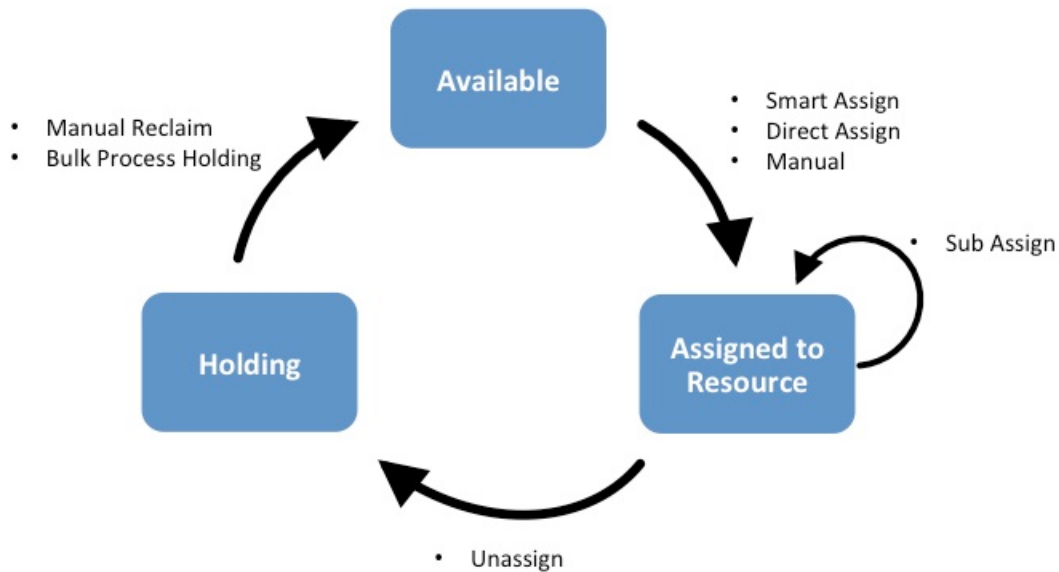 Available
• Smart Assign
• Direct Assign
• Manual
• Manual Reclaim
• Bulk Process Holding
• Sub Assign
Holding
Assigned to
Resource
• Unassign